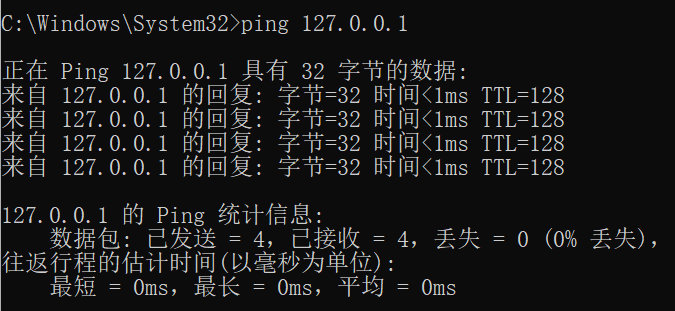 C:\Windows\System32>ping 127.0.0.1
正在 Ping 127.0.0.1 具有 32 字节的数据:
来自 127.0.0.1 的回复: 字节=32 时间<1ms TTL=128
来自 127.0.0.1 的回复: 字节=32 时间<1ms TTL=128
来自 127.0.0.1 的回复: 字节=32 时间<1ms TTL=128
来自 127.0.0.1 的回复: 字节=32 时间<1ms TTL=128
127.0.0.1 的 Ping 统计信息:
数据包: 已发送 = 4，已接收 = 4，丢失 = 0 (0% 丢失)，
往返行程的估计时间(以毫秒为单位):
最短 = 0ms，最长 = 0ms，平均 = 0ms